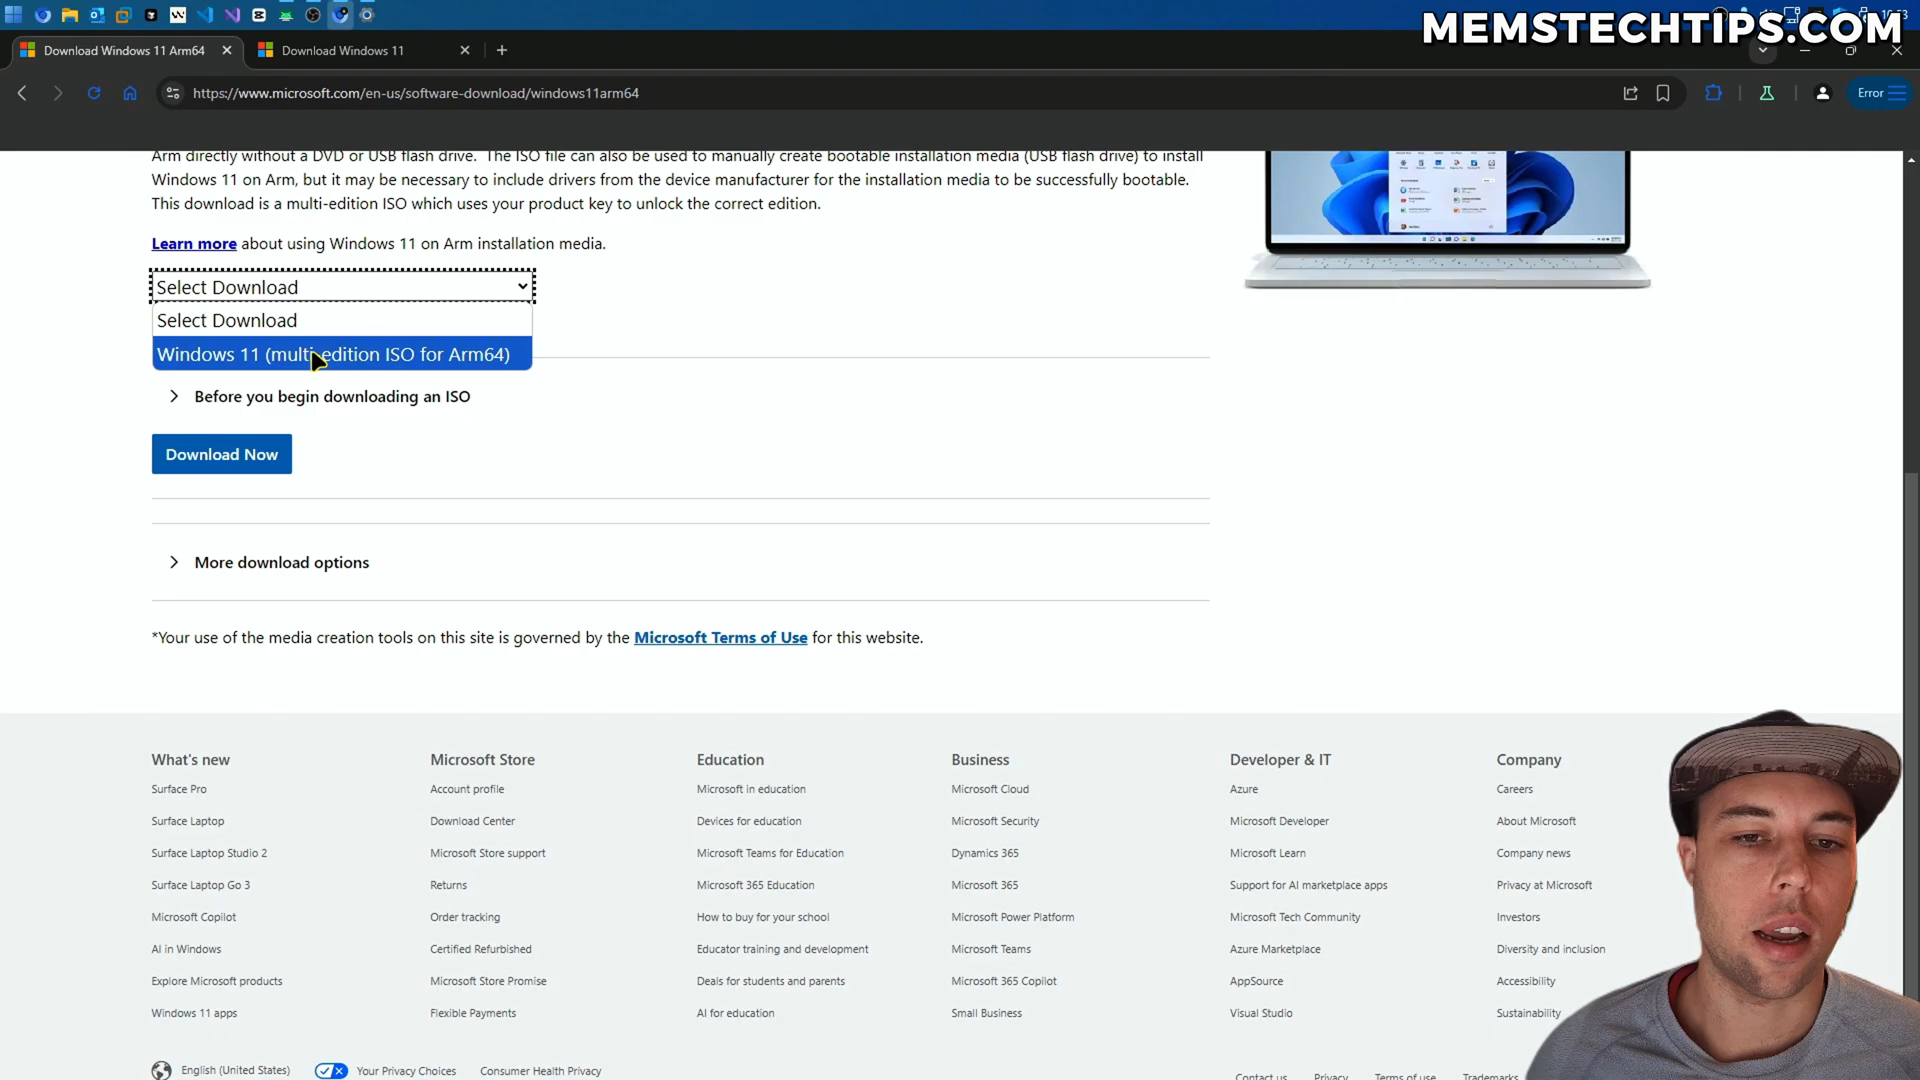 MEMSTECHTIPS.COM
Download Windows 11 Arm64
Download Windows 11
https://www.microsoft.com/en-us/software-download/windows11arm64
Error
Arm directly without a DVD or USB flash drive. The ISO file can also be used to manually create bootable installation media (USB flash drive) to install
Windows 11 on Arm, but it may be necessary to include drivers from the device manufacturer for the installation media to be successfully bootable.
This download is a multi-edition ISO which uses your product key to unlock the correct edition.
Learn more about using Windows 11 on Arm installation media.
Select Download
Select Download
Windows 11 (multi-edition ISO for Arm64)
Before you begin downloading an ISO
Download Now
More download options
*Your use of the media creation tools on this site is governed by the Microsoft Terms of Use for this website.
What's new
Surface Pro
Surface Laptop
Surface Laptop Studio 2
Surface Laptop Go 3
Microsoft Copilot
AI in Windows
Explore Microsoft products
Windows 11 apps
Microsoft Store
Account profile
Download Center
Microsoft Store support
Returns
Order tracking
Certified Refurbished
Microsoft Store Promise
Flexible Payments
Education
Microsoft in education
Devices for education
Microsoft Teams for Education
Microsoft 365 Education
How to buy for your school
Educator training and development
Deals for students and parents
AI for education
Business
Microsoft Cloud
Microsoft Security
Dynamics 365
Microsoft 365
Microsoft Power Platform
Microsoft Teams
Microsoft 365 Copilot
Small Business
Developer & IT
Azure
Microsoft Developer
Microsoft Learn
Support for AI marketplace apps
Microsoft Tech Community
Azure Marketplace
AppSource
Visual Studio
Company
Careers
About Microsoft
Company news
Privacy at Microsoft
Investors
Diversity and inclusion
Accessibility
Sustainability
English (United States)
Your Privacy Choices
Consumer Health Privacy
Contact us
Privacy
Terms of use
Trademarks